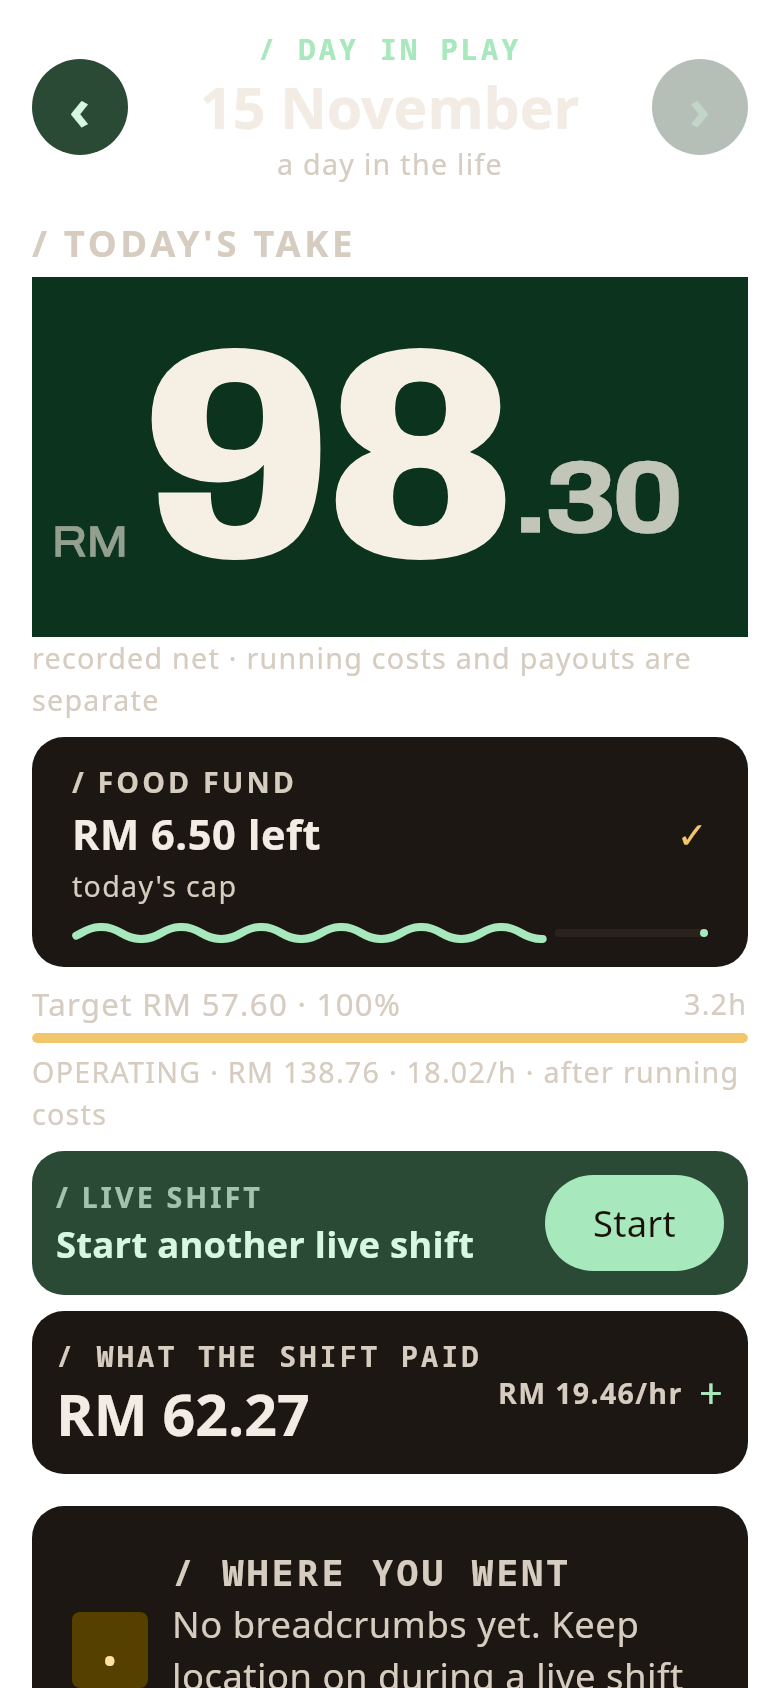 / DAY IN PLAY
‹
15 November
›
a day in the life
/ TODAY'S TAKE
RM 98.30
recorded net · running costs and payouts are
separate
/ FOOD FUND
RM 6.50 left
✓
today's cap
Target RM 57.60 · 100%
3.2h
OPERATING · RM 138.76 · 18.02/h · after running
costs
/ LIVE SHIFT
Start another live shift
Start
/ WHAT THE SHIFT PAID
RM 62.27
RM 19.46/hr +
/ WHERE YOU WENT
No breadcrumbs yet. Keep
location on during a live shift